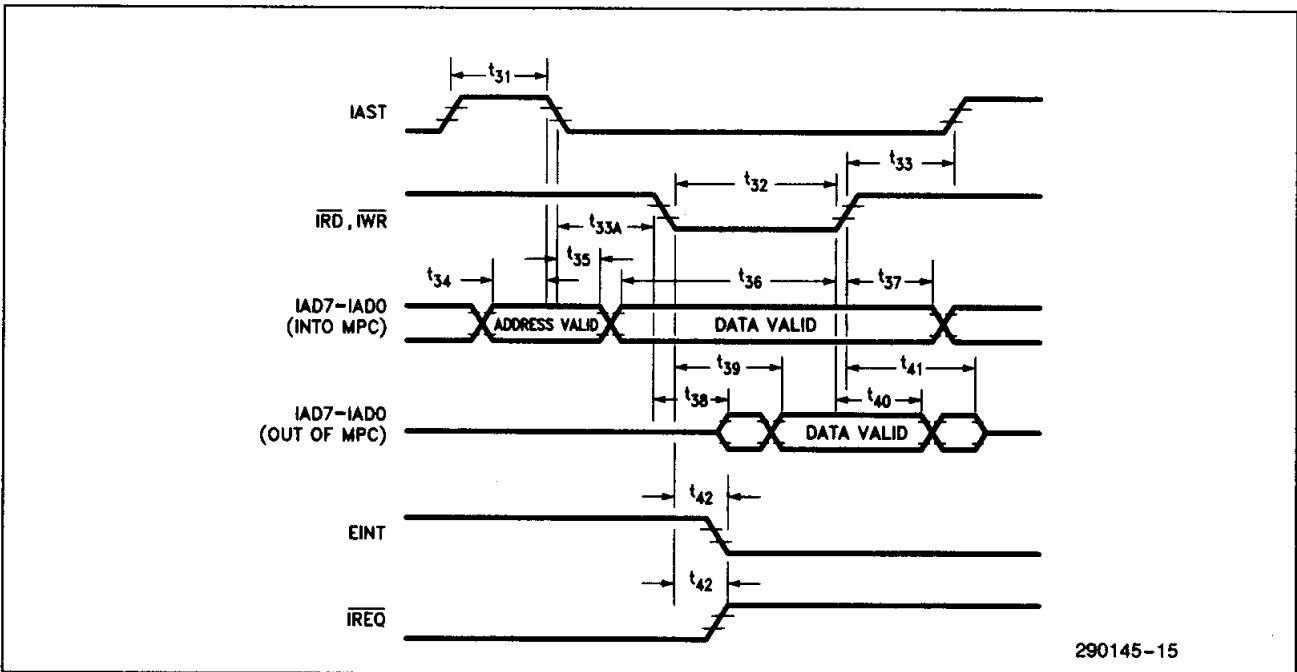 t31
IAST
t33
t32
IRD, IWR
t33A
t35
t34
t36
t37
IAD7-IAD0
(INTO MPC)
ADDRESS VALID
DATA VALID
t39
t41
t38
t40
IAD7-IAD0
(OUT OF MPC)
DATA VALID
t42
EINT
t42
IREQ
290145-15